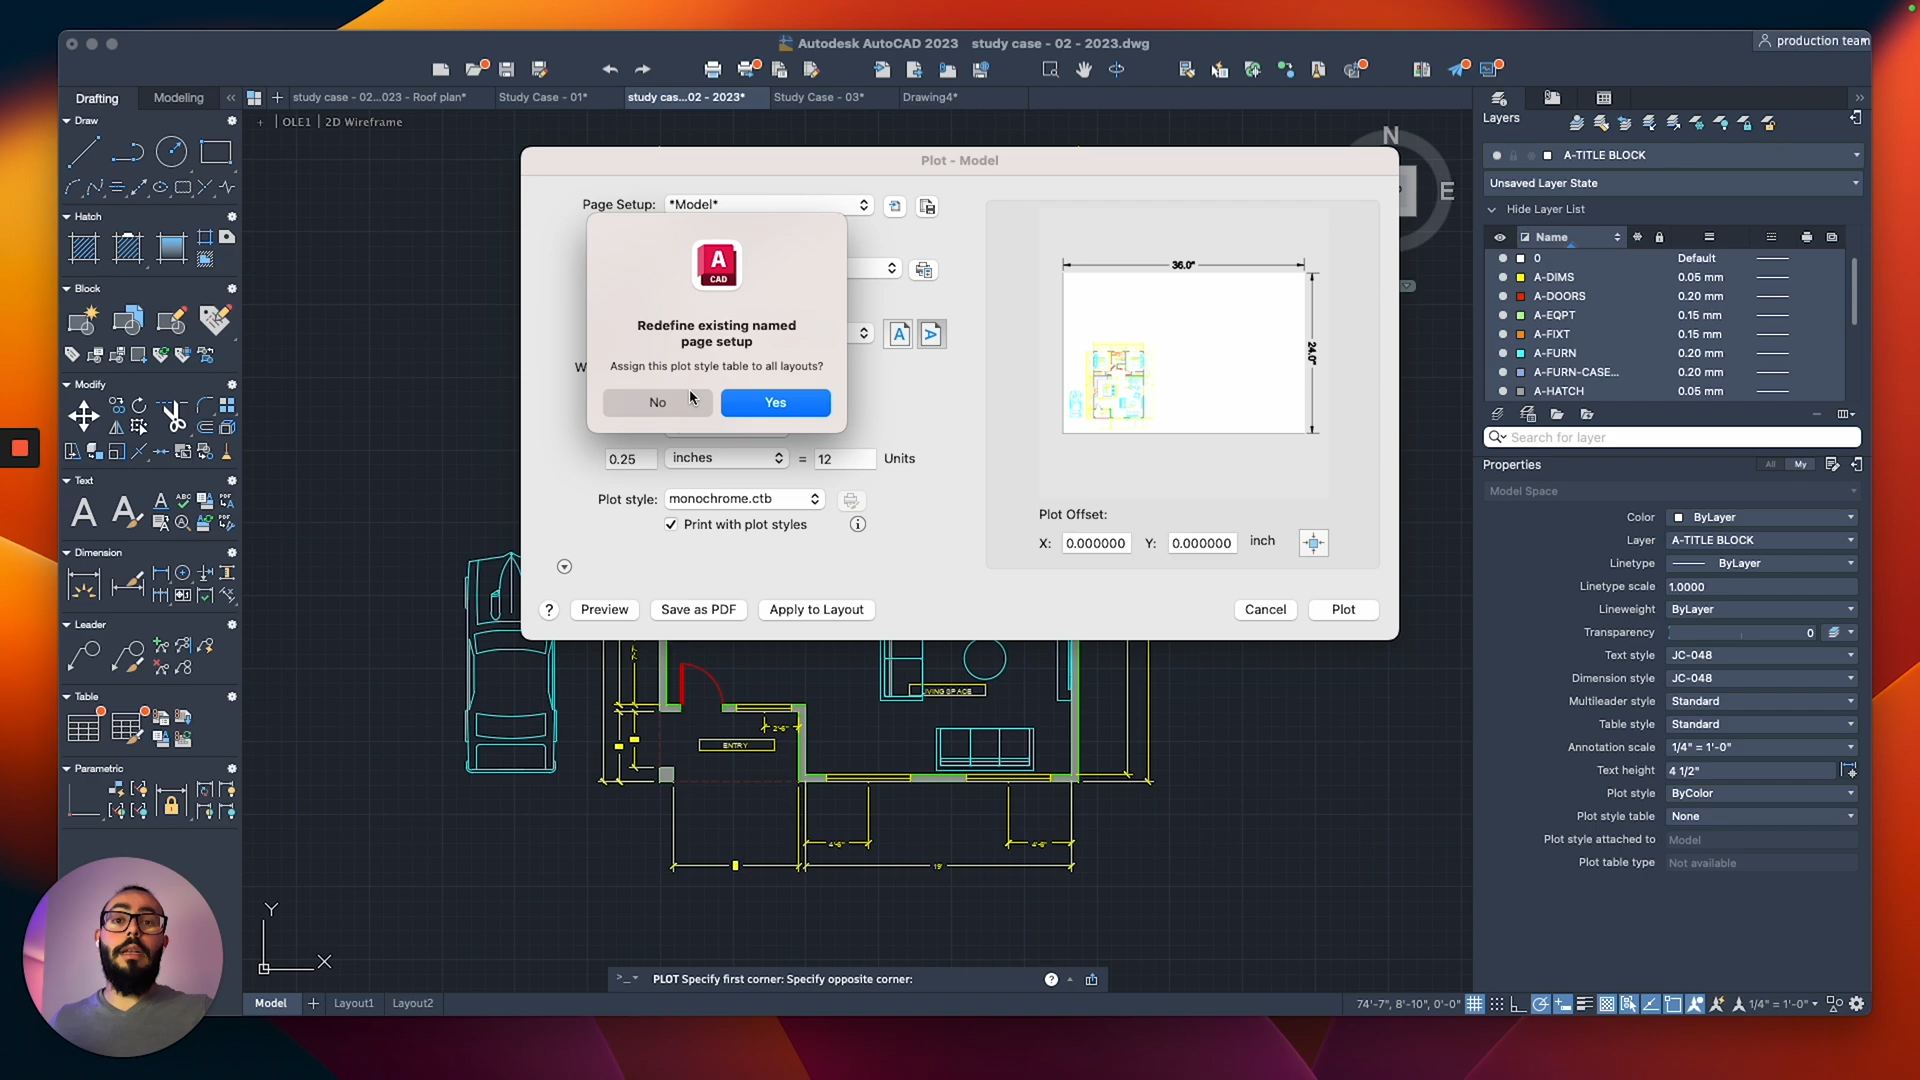 Autodesk AutoCAD 2023 study case - 02 - 2023.dwg
production team
Drafting
Modeling
study case - 02...023 - Roof plan*
Study Case - 01*
study cas...02 - 2023*
Study Case - 03*
Drawing4*
+ | OLE1 | 2D Wireframe
Draw
Hatch
Block
Modify
Text
Dimension
Leader
Table
Parametric
N
E
Plot - Model
Page Setup: *Model*
A
CAD
Redefine existing named
page setup
Assign this plot style table to all layouts?
No
Yes
0.25 inches = 12 Units
Plot style: monochrome.ctb
Print with plot styles
36.0"
24.0"
Plot Offset:
X: 0.000000 Y: 0.000000 inch
? Preview Save as PDF Apply to Layout Cancel Plot
LIVING SPACE
ENTRY
2'-6"
4'-6"
4'-6"
19'
Y
X
PLOT Specify first corner: Specify opposite corner:
Model + Layout1 Layout2
74'-7", 8'-10", 0'-0"
1/4" = 1'-0"
Layers
A-TITLE BLOCK
Unsaved Layer State
Hide Layer List
Name
0 Default
A-DIMS 0.05 mm
A-DOORS 0.20 mm
A-EQPT 0.15 mm
A-FIXT 0.15 mm
A-FURN 0.20 mm
A-FURN-CASE... 0.20 mm
A-HATCH 0.05 mm
Search for layer
Properties All My
Model Space
Color ByLayer
Layer A-TITLE BLOCK
Linetype ByLayer
Linetype scale 1.0000
Lineweight ByLayer
Transparency 0
Text style JC-048
Dimension style JC-048
Multileader style Standard
Table style Standard
Annotation scale 1/4" = 1'-0"
Text height 4 1/2"
Plot style ByColor
Plot style table None
Plot style attached to Model
Plot table type Not available